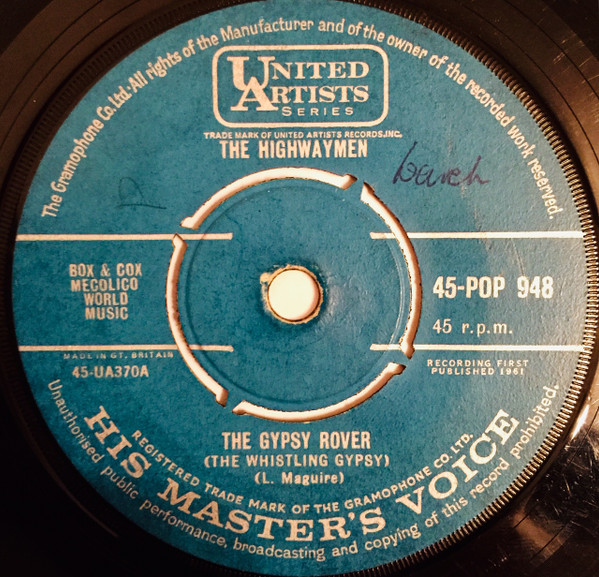 The Gramophone Co. Ltd. All rights of the Manufacturer and of the owner of the recorded work reserved.
UNITED
ARTISTS
SERIES
TRADE MARK OF UNITED ARTISTS RECORDS, INC.
THE HIGHWAYMEN
BOX & COX
MECOLICO
WORLD
MUSIC
45-POP 948
45 r.p.m.
MADE IN GT. BRITAIN
45-UA370A
RECORDING FIRST
PUBLISHED 1961
THE GYPSY ROVER
(THE WHISTLING GYPSY)
(L. Maguire)
REGISTERED TRADE MARK OF THE GRAMOPHONE CO. LTD.
HIS MASTER'S VOICE
Unauthorised public performance, broadcasting and copying of this record prohibited.